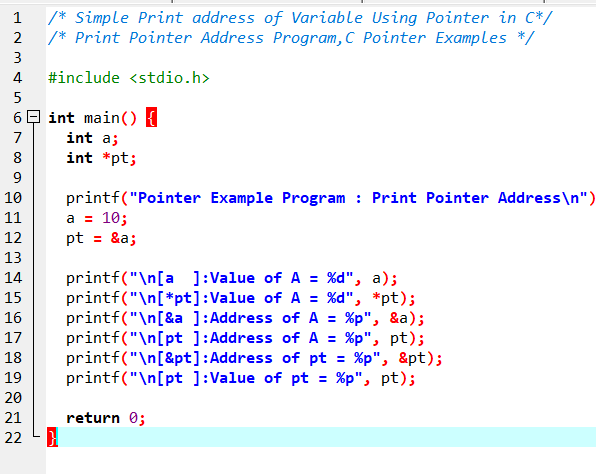 1 /* Simple Print address of Variable Using Pointer in C*/
2 /* Print Pointer Address Program,C Pointer Examples */
3
4 #include <stdio.h>
5
6 int main() {
7   int a;
8   int *pt;
9
10   printf("Pointer Example Program : Print Pointer Address\n")
11   a = 10;
12   pt = &a;
13
14   printf("\n[a  ]:Value of A = %d", a);
15   printf("\n[*pt]:Value of A = %d", *pt);
16   printf("\n[&a ]:Address of A = %p", &a);
17   printf("\n[pt ]:Address of A = %p", pt);
18   printf("\n[&pt]:Address of pt = %p", &pt);
19   printf("\n[pt ]:Value of pt = %p", pt);
20
21   return 0;
22 }